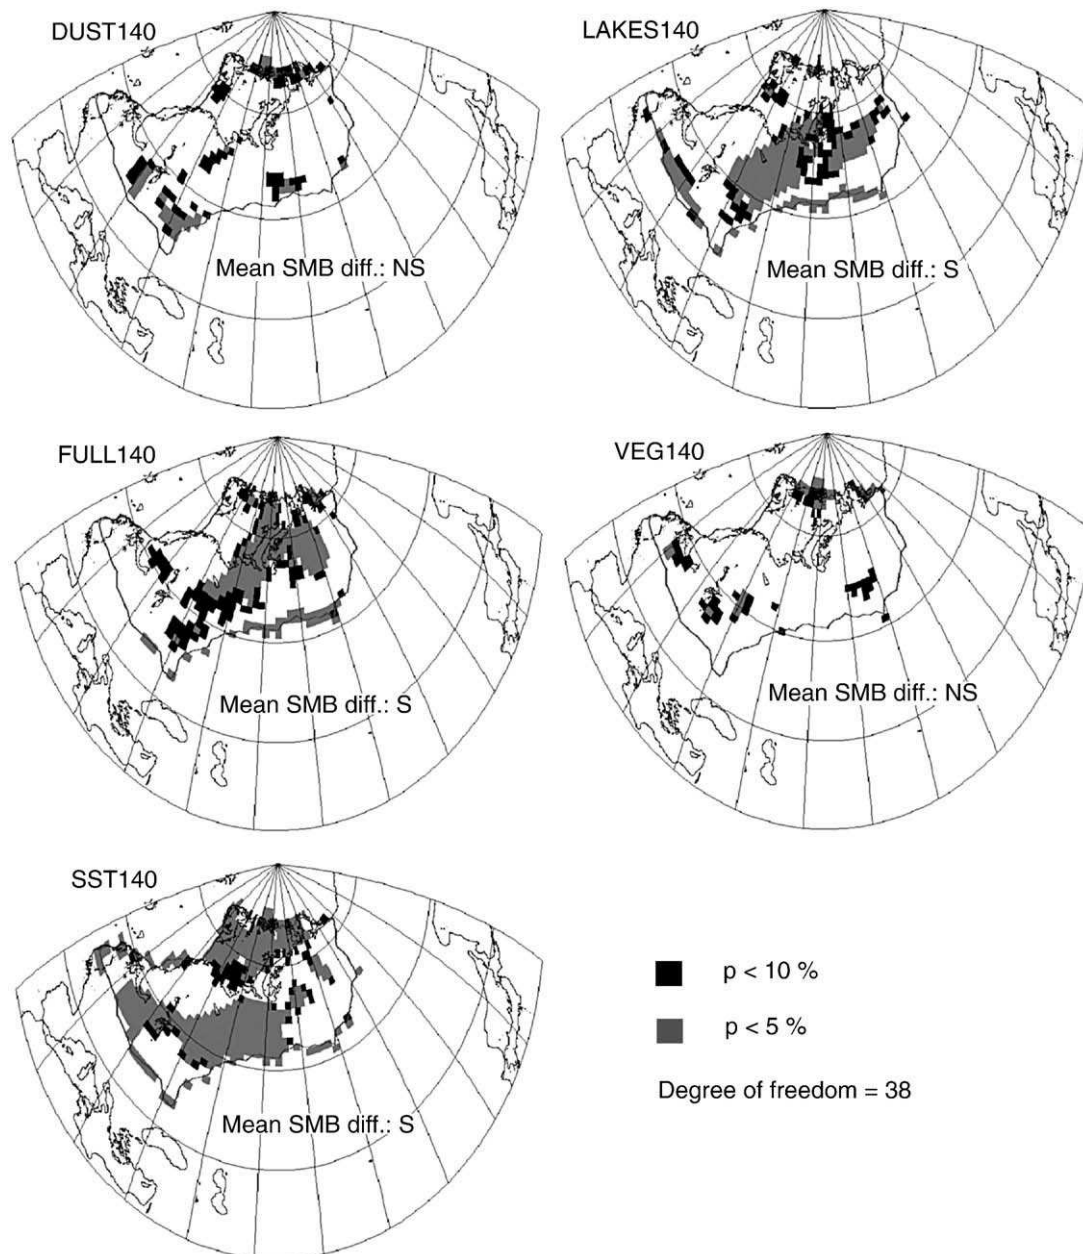 DUST140
Mean SMB diff.: NS
LAKES140
Mean SMB diff.: S
FULL140
Mean SMB diff.: S
VEG140
Mean SMB diff.: NS
SST140
Mean SMB diff.: S
p < 10 %
p < 5 %
Degree of freedom = 38